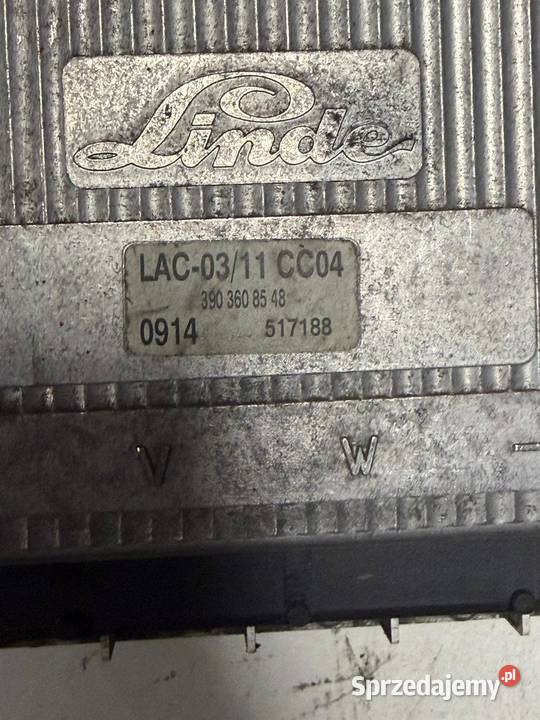 Linde
LAC-03/11 CC04
390 360 85 48
0914 517188
V W
Sprzedajemy.pl